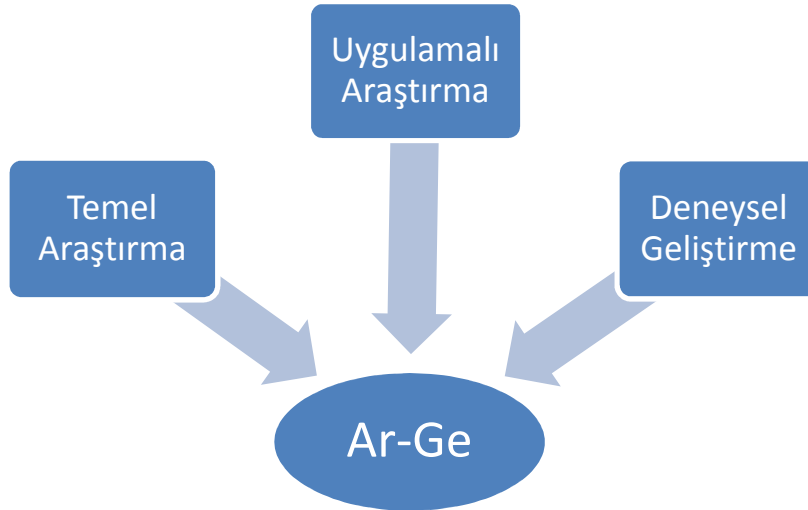 Uygulamalı
Araştırma
Temel
Araştırma
Deneysel
Geliştirme
Ar-Ge